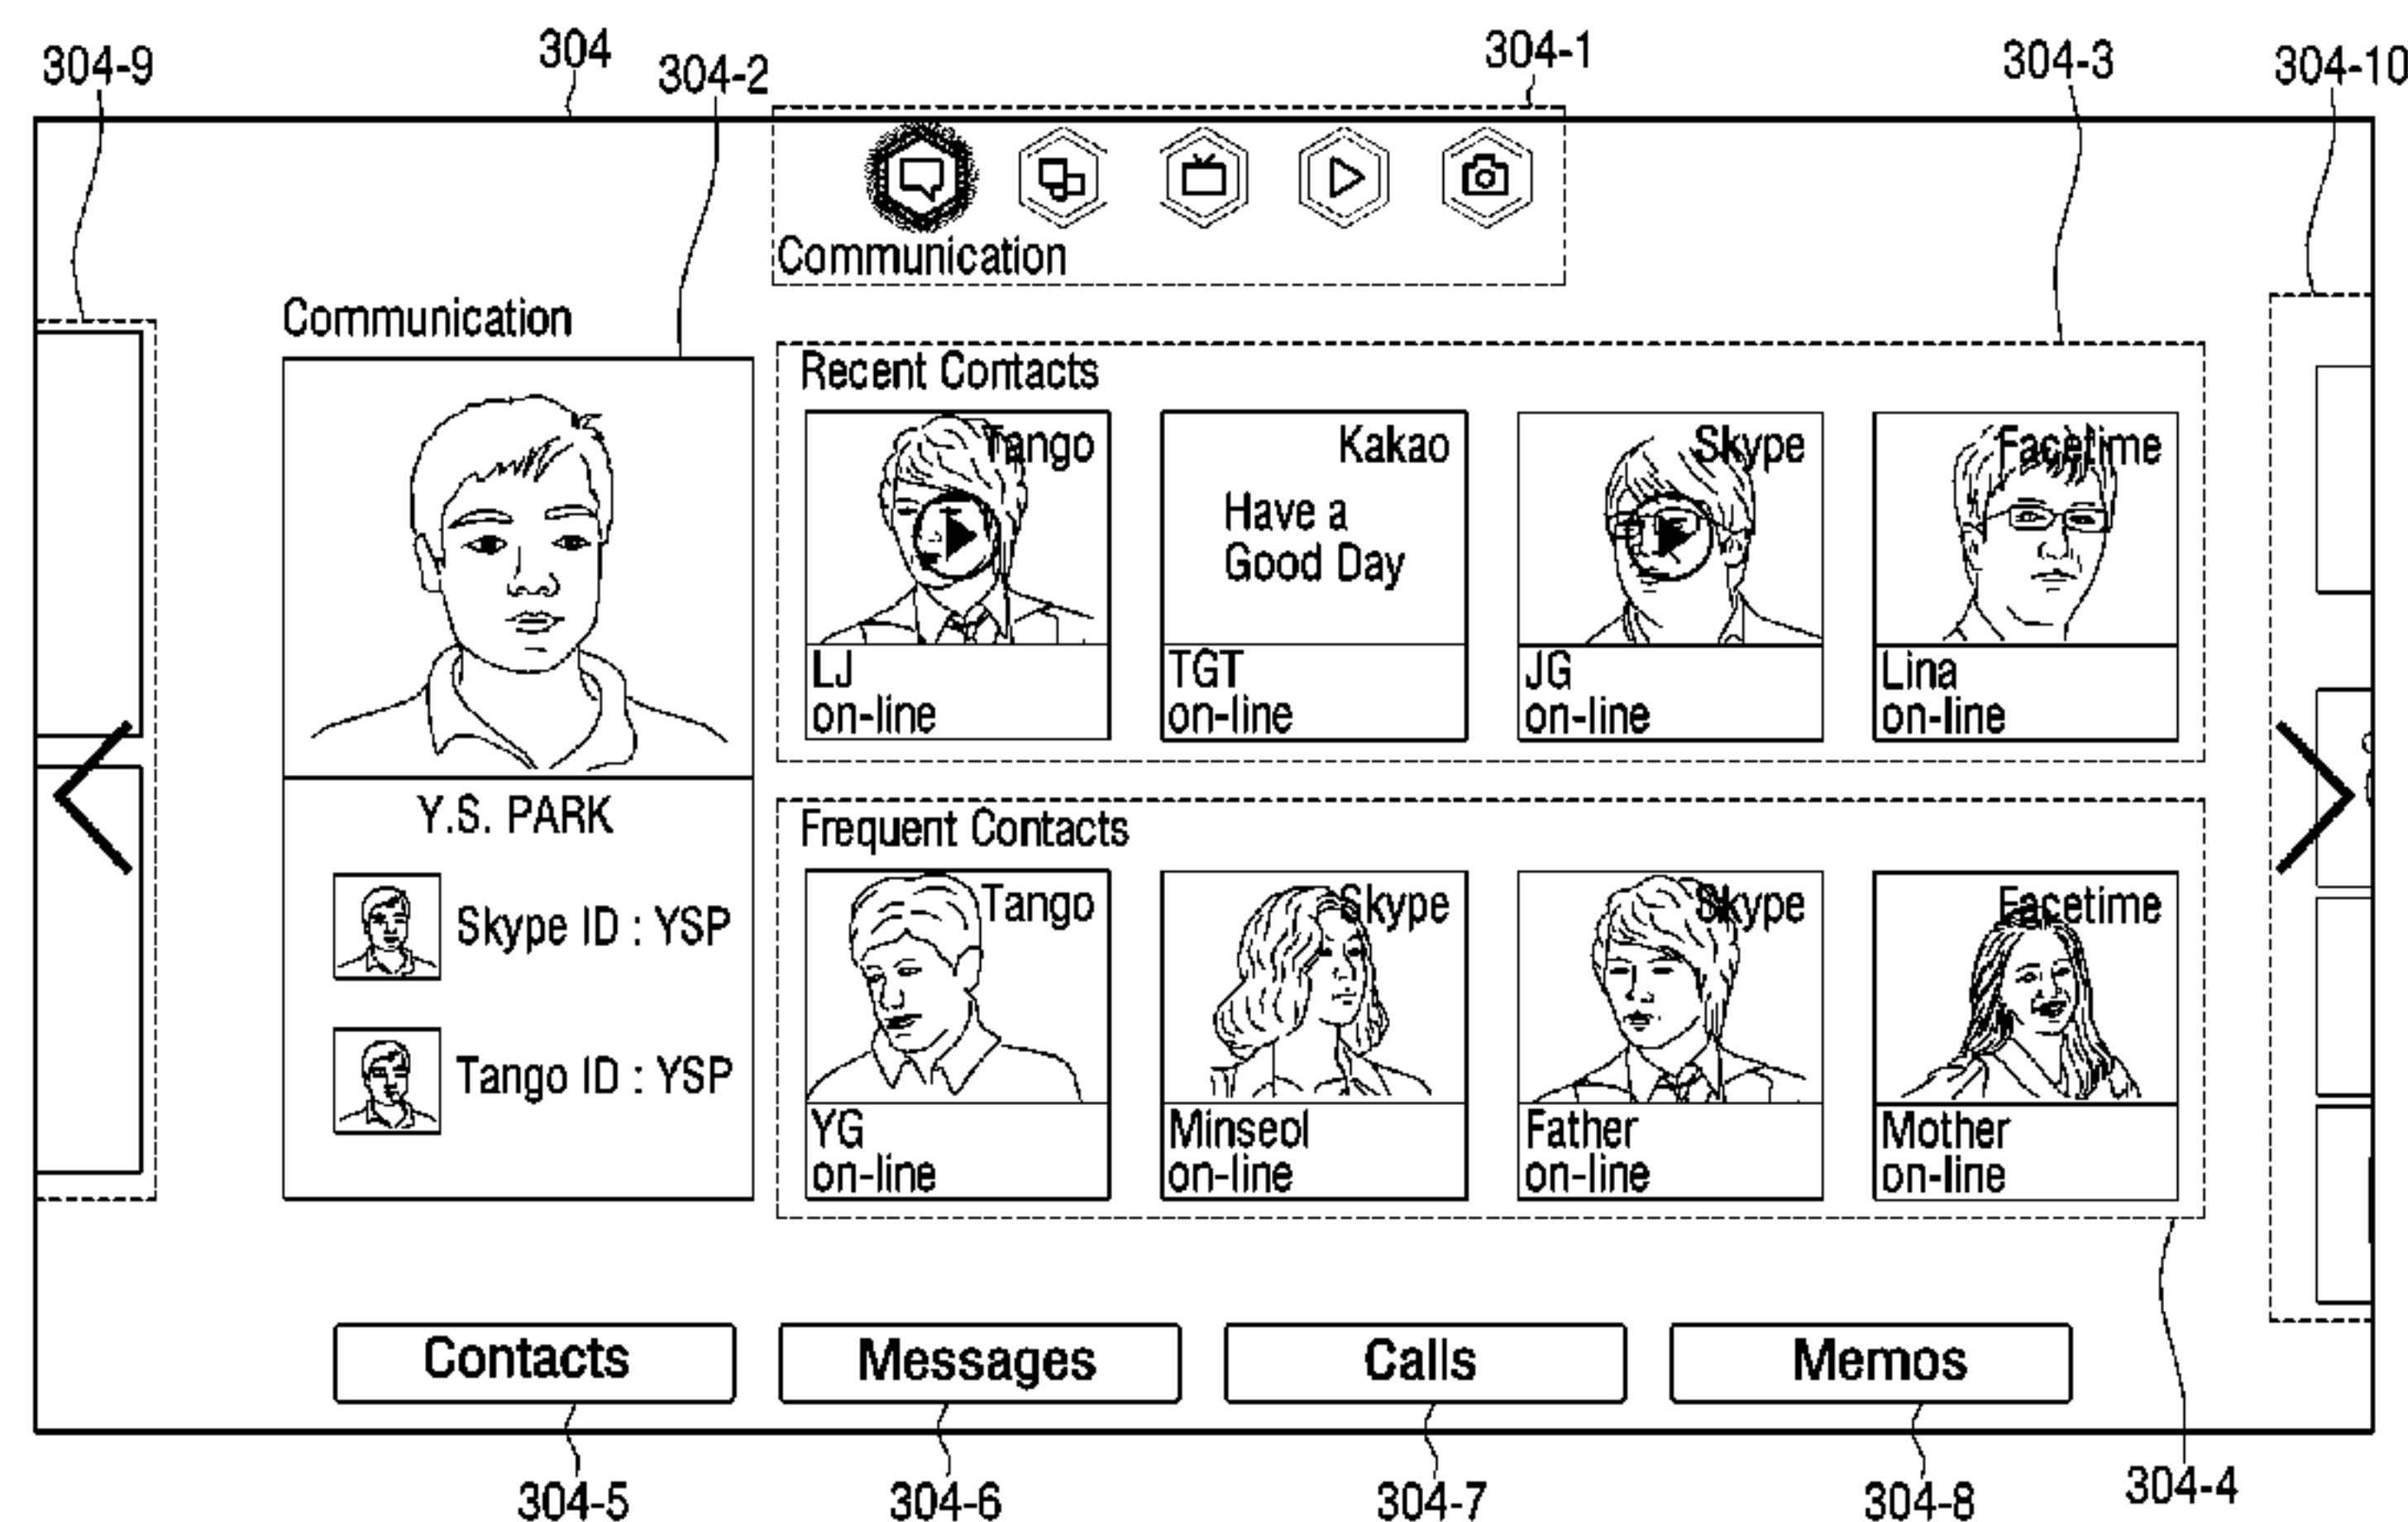 304-9
304
304-2
304-1
304-3
304-10
Communication
Communication
Y.S. PARK
Skype ID : YSP
Tango ID : YSP
Recent Contacts
Tango
LJ
on-line
Kakao
Have a
Good Day
TGT
on-line
Skype
JG
on-line
Facetime
Lina
on-line
Frequent Contacts
Tango
YG
on-line
Skype
Minseol
on-line
Skype
Father
on-line
Facetime
Mother
on-line
Contacts
Messages
Calls
Memos
304-5
304-6
304-7
304-8
304-4